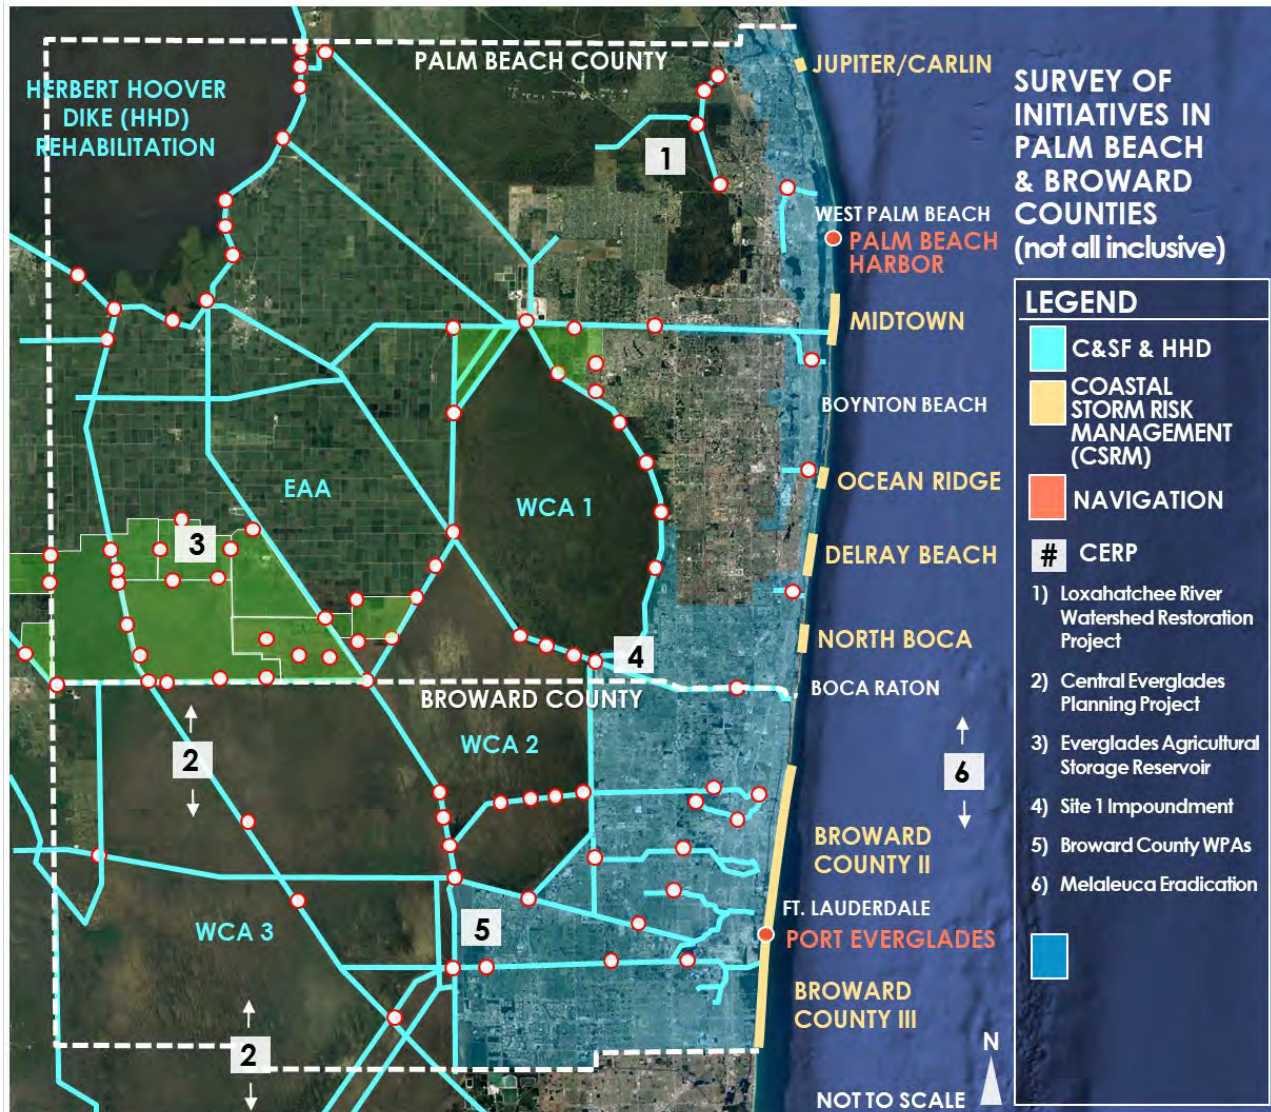 PALM BEACH COUNTY
HERBERT HOOVER
DIKE (HHD)
REHABILITATION
JUPITER/CARLIN
1
WEST PALM BEACH
PALM BEACH
HARBOR
MIDTOWN
BOYNTON BEACH
OCEAN RIDGE
EAA
WCA 1
3
DELRAY BEACH
NORTH BOCA
4
BOCA RATON
BROWARD COUNTY
WCA 2
2
6
BROWARD
COUNTY II
FT. LAUDERDALE
WCA 3
5
PORT EVERGLADES
BROWARD
COUNTY III
2
N
NOT TO SCALE
SURVEY OF
INITIATIVES IN
PALM BEACH
& BROWARD
COUNTIES
(not all inclusive)
LEGEND
C&SF & HHD
COASTAL
STORM RISK
MANAGEMENT
(CSRM)
NAVIGATION
# CERP
1) Loxahatchee River
Watershed Restoration
Project
2) Central Everglades
Planning Project
3) Everglades Agricultural
Storage Reservoir
4) Site 1 Impoundment
5) Broward County WPAs
6) Melaleuca Eradication